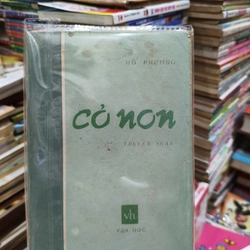 HỒ PHƯƠNG
CỎ NON
TRUYỆN NGẮN
vh
VĂN HỌC